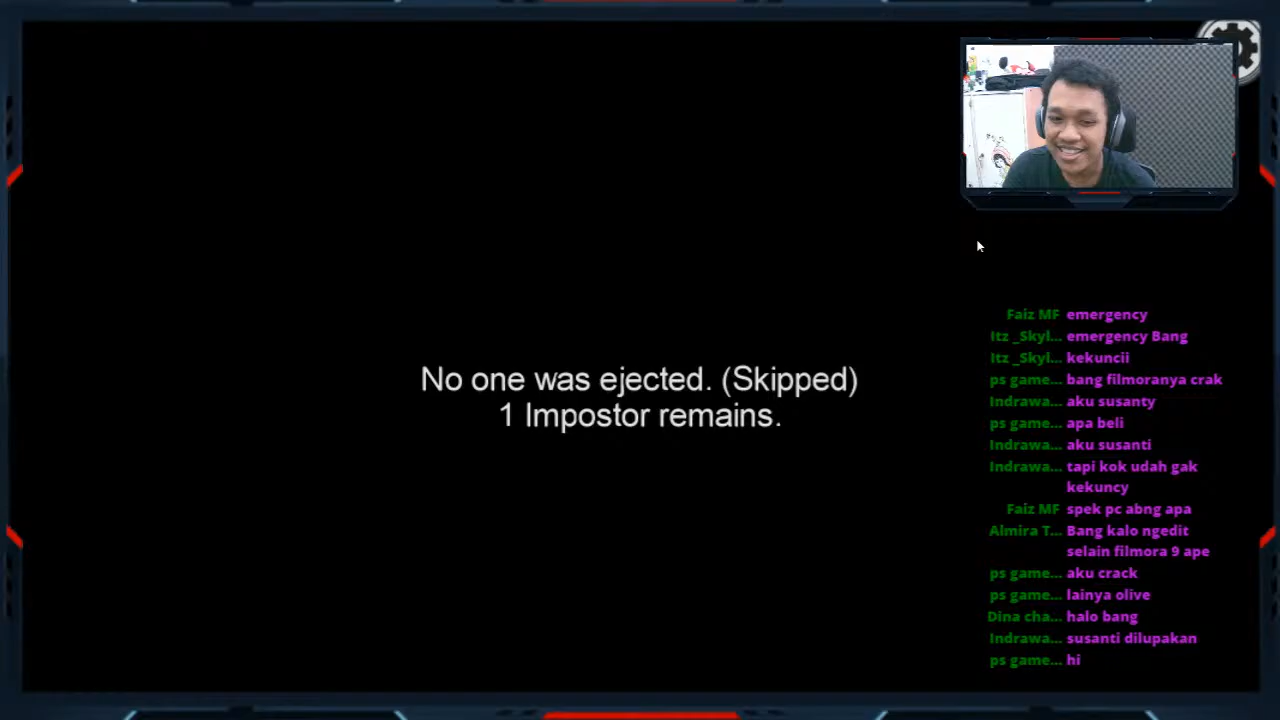 No one was ejected. (Skipped)
1 Impostor remains.
Faiz MF emergency
Itz _Skyl... emergency Bang
Itz _Skyl... kekuncii
ps game... bang filmoranya crak
Indrawa... aku susanty
ps game... apa beli
Indrawa... aku susanti
Indrawa... tapi kok udah gak
kekuncy
Faiz MF spek pc abng apa
Almira T... Bang kalo ngedit
selain filmora 9 ape
ps game... aku crack
ps game... lainya olive
Dina cha... halo bang
Indrawa... susanti dilupakan
ps game... hi